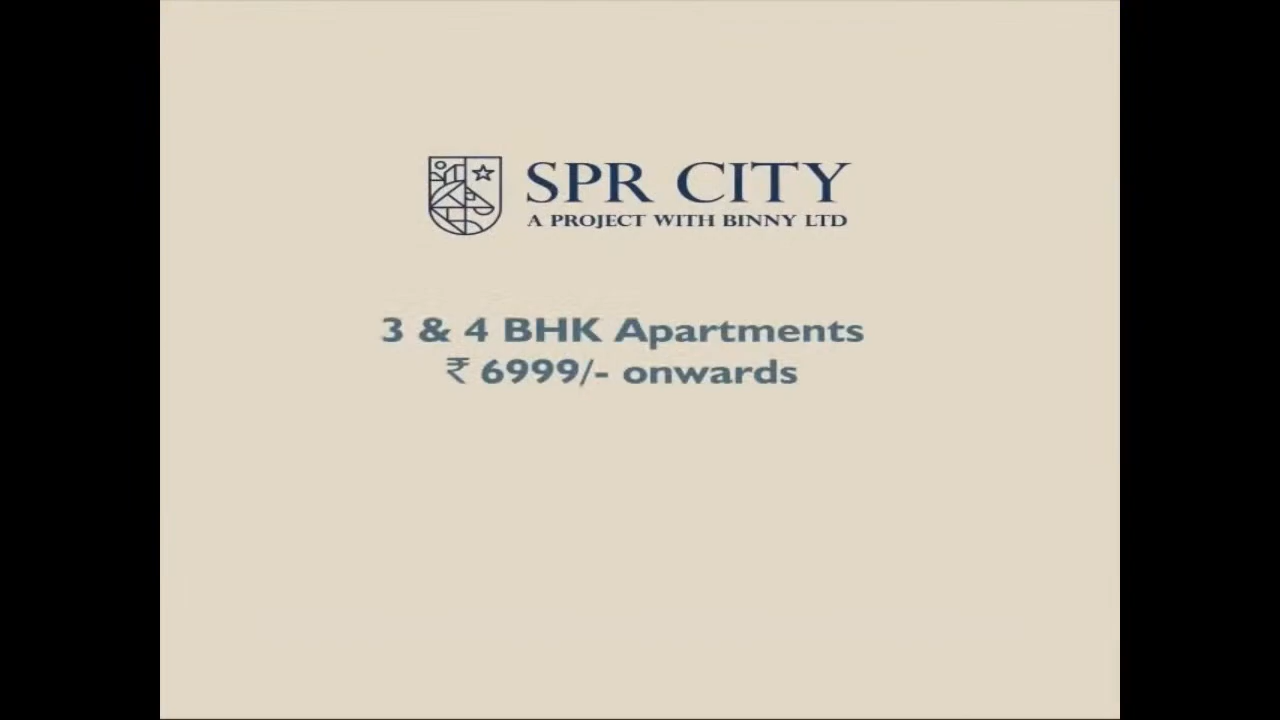 SPR CITY
A PROJECT WITH BINNY LTD
3 & 4 BHK Apartments
₹ 6999/- onwards